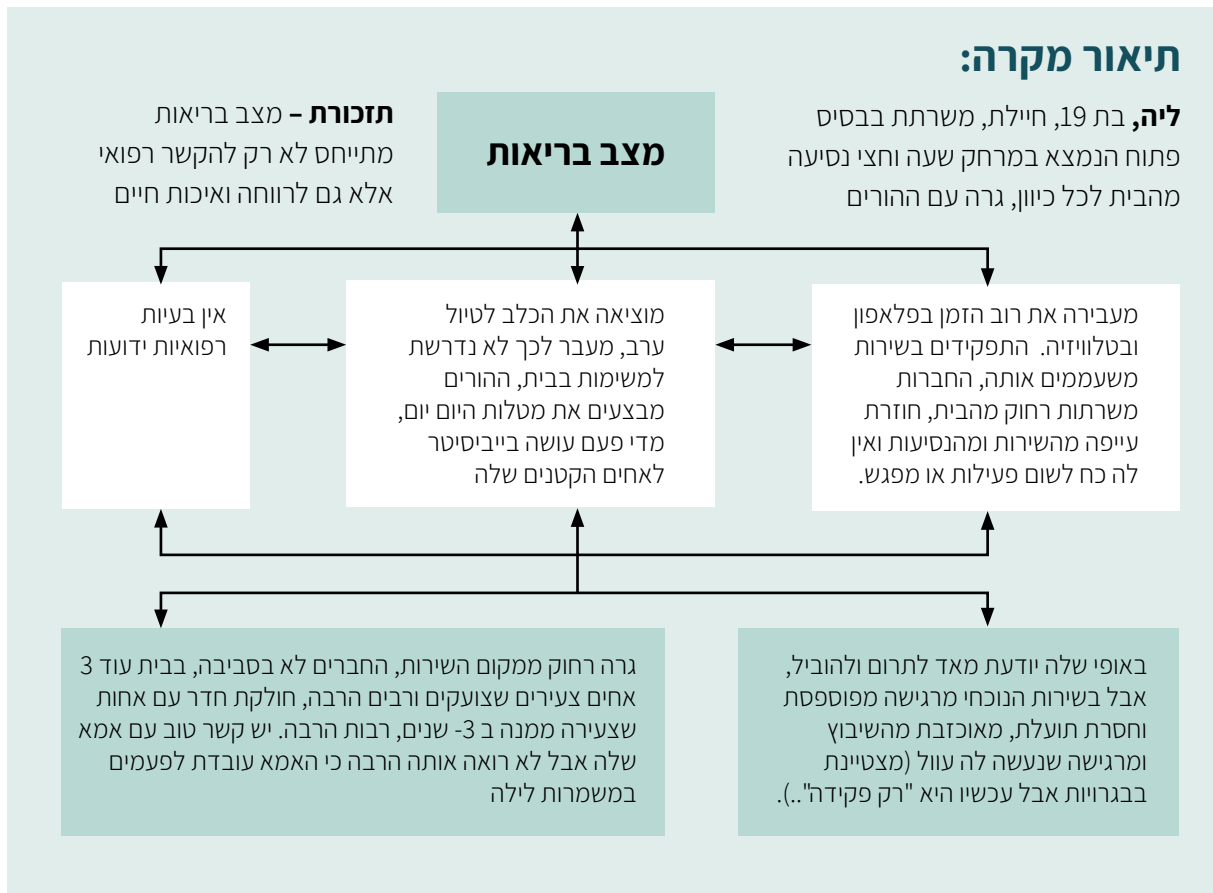 תיאור מקרה:
ליה, בת 19, חיילת, משרתת בבסיס
פתוח הנמצא במרחק שעה וחצי נסיעה
מהבית לכל כיוון, גרה עם ההורים
מצב בריאות
תזכורת – מצב בריאות
מתייחס לא רק להקשר רפואי
אלא גם לרווחה ואיכות חיים
מעבירה את רוב הזמן בפלאפון
ובטלוויזיה. התפקידים בשירות
משעממים אותה, החברות
משרתות רחוק מהבית, חוזרת
עייפה מהשירות ומהנסיעות ואין
לה כח לשום פעילות או מפגש.
מוציאה את הכלב לטיול
ערב, מעבר לכך לא נדרשת
למשימות בבית, ההורים
מבצעים את מטלות היום יום,
מדי פעם עושה בייביסיטר
לאחים הקטנים שלה
אין בעיות
רפואיות ידועות
באופי שלה יודעת מאד לתרום ולהוביל,
אבל בשירות הנוכחי מרגישה מפוספסת
וחסרת תועלת, מאוכזבת מהשיבוץ
ומרגישה שנעשה לה עוול (מצטיינת
בבגרויות אבל עכשיו היא "רק פקידה"..).
גרה רחוק ממקום השירות, החברים לא בסביבה, בבית עוד 3
אחים צעירים שצועקים ורבים הרבה, חולקת חדר עם אחות
שצעירה ממנה ב 3- שנים, רבות הרבה. יש קשר טוב עם אמא
שלה אבל לא רואה אותה הרבה כי האמא עובדת לפעמים
במשמרות לילה